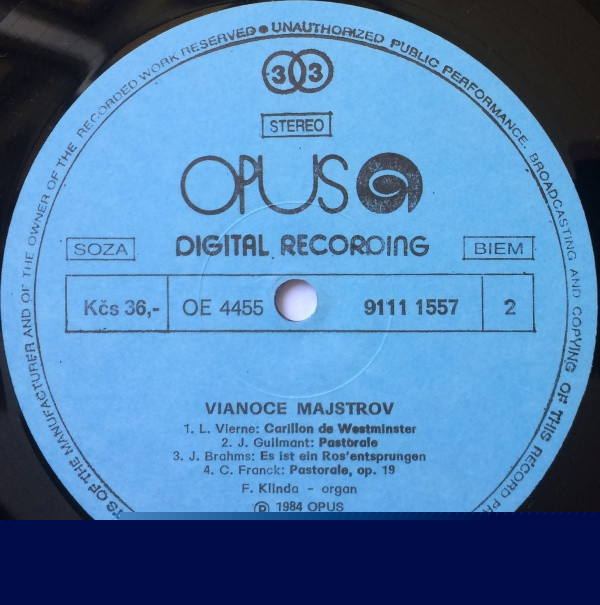 TS OF THE MANUFACTURER AND OF THE OWNER OF THE RECORDED WORK RESERVED ● UNAUTHORIZED PUBLIC PERFORMANCE. BROADCASTING AND COPYING OF THIS RECORD PR
33
STEREO
OPUS
SOZA DIGITAL RECORDING BIEM
Kčs 36,- OE 4455 9111 1557 2
VIANOCE MAJSTROV
1. L. Vierne: Carillon de Westminster
2. J. Guilmant: Pastorale
3. J. Brahms: Es ist ein Ros'entsprungen
4. C. Franck: Pastorale, op. 19
F. Klinda - organ
℗ 1984 OPUS